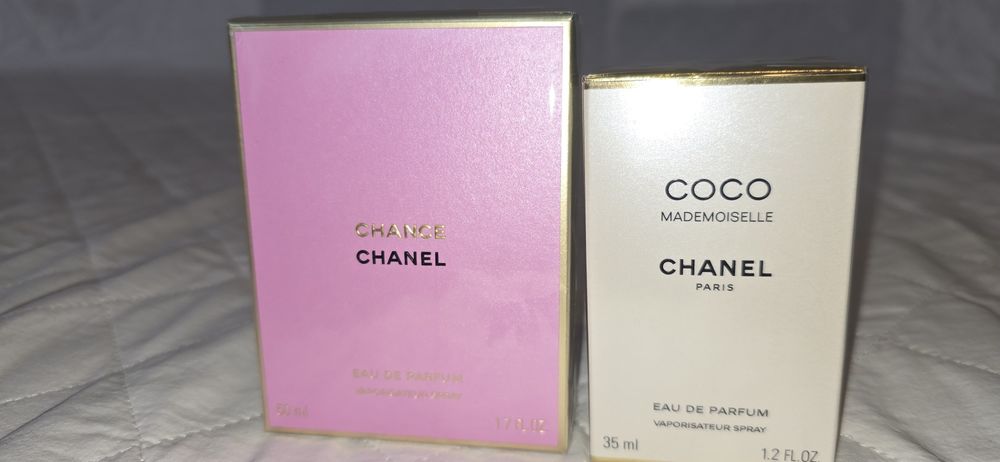 CHANCE
CHANEL
EAU DE PARFUM
VAPORISATEUR SPRAY
50 ml
1.7 FL.OZ
COCO
MADEMOISELLE
CHANEL
PARIS
EAU DE PARFUM
VAPORISATEUR SPRAY
35 ml
1.2 FL.OZ